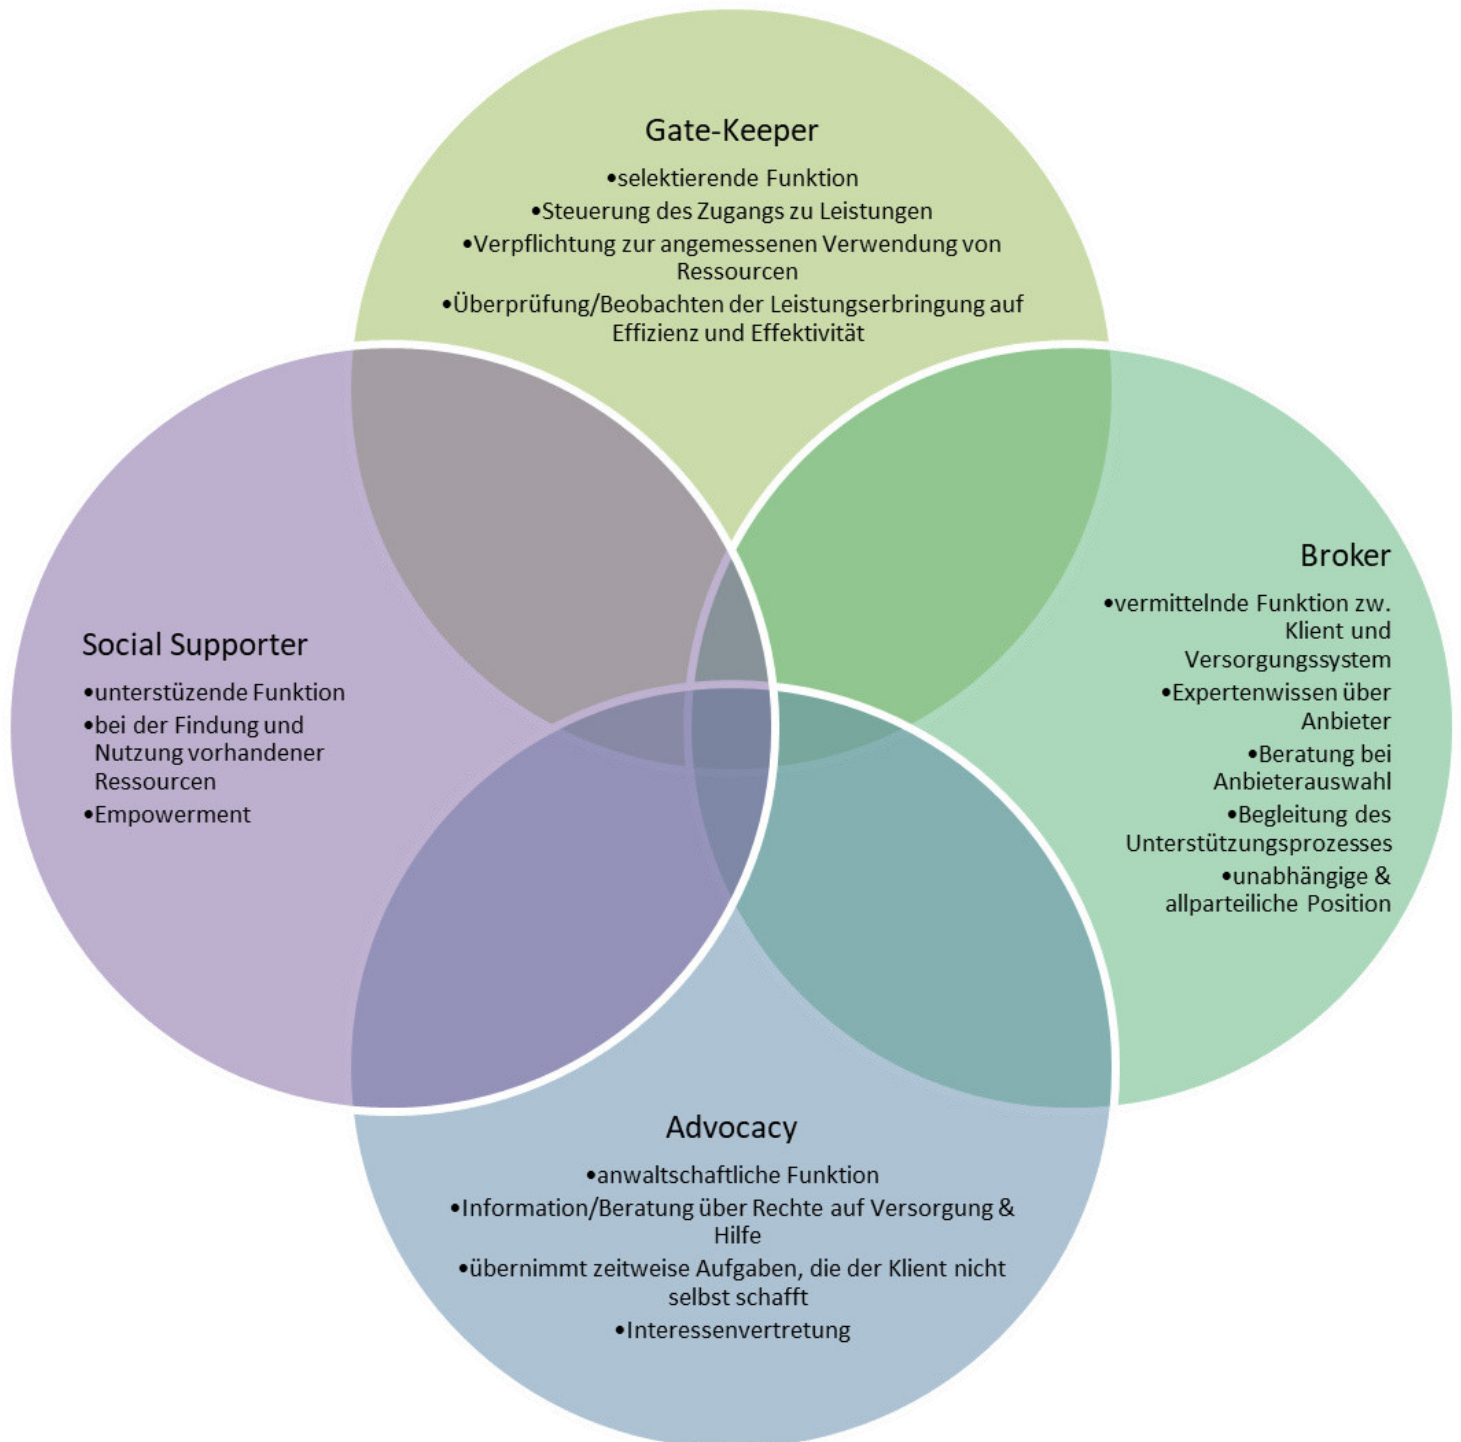 Gate-Keeper
•selektierende Funktion
•Steuerung des Zugangs zu Leistungen
•Verpflichtung zur angemessenen Verwendung von
Ressourcen
•Überprüfung/Beobachten der Leistungserbringung auf
Effizienz und Effektivität
Broker
•vermittelnde Funktion zw.
Klient und
Versorgungssystem
•Expertenwissen über
Anbieter
•Beratung bei
Anbieterauswahl
•Begleitung des
Unterstützungsprozesses
•unabhängige &
allparteiliche Position
Social Supporter
•unterstüzende Funktion
•bei der Findung und
Nutzung vorhandener
Ressourcen
•Empowerment
Advocacy
•anwaltschaftliche Funktion
•Information/Beratung über Rechte auf Versorgung &
Hilfe
•übernimmt zeitweise Aufgaben, die der Klient nicht
selbst schafft
•Interessenvertretung